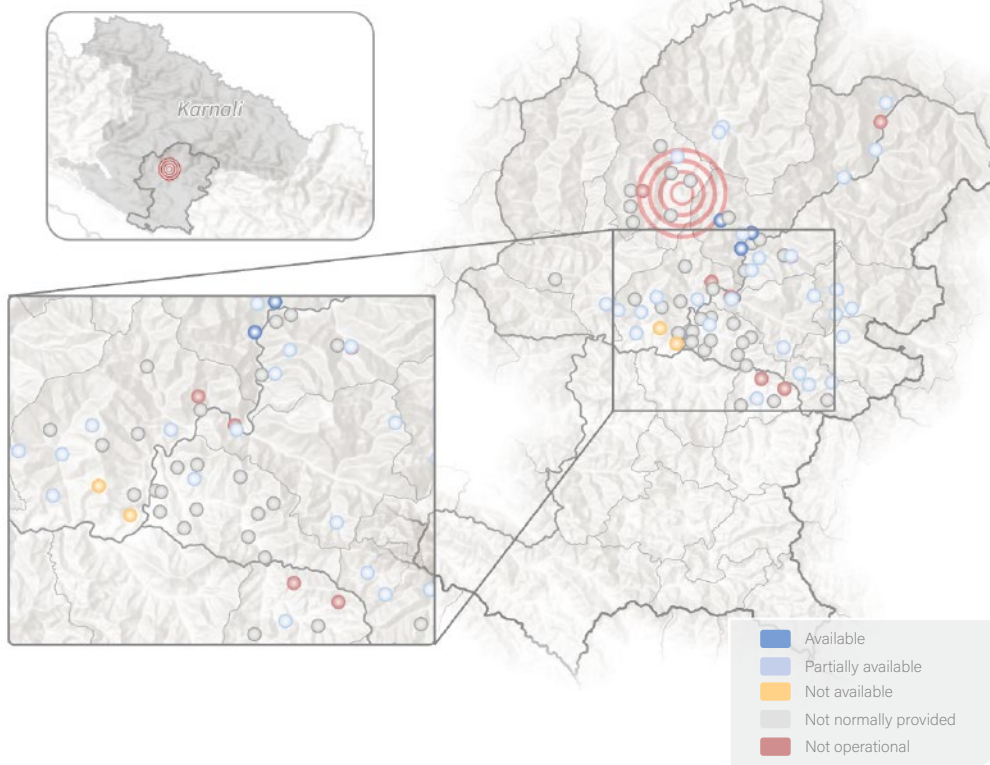 Karnali
Available
Partially available
Not available
Not normally provided
Not operational